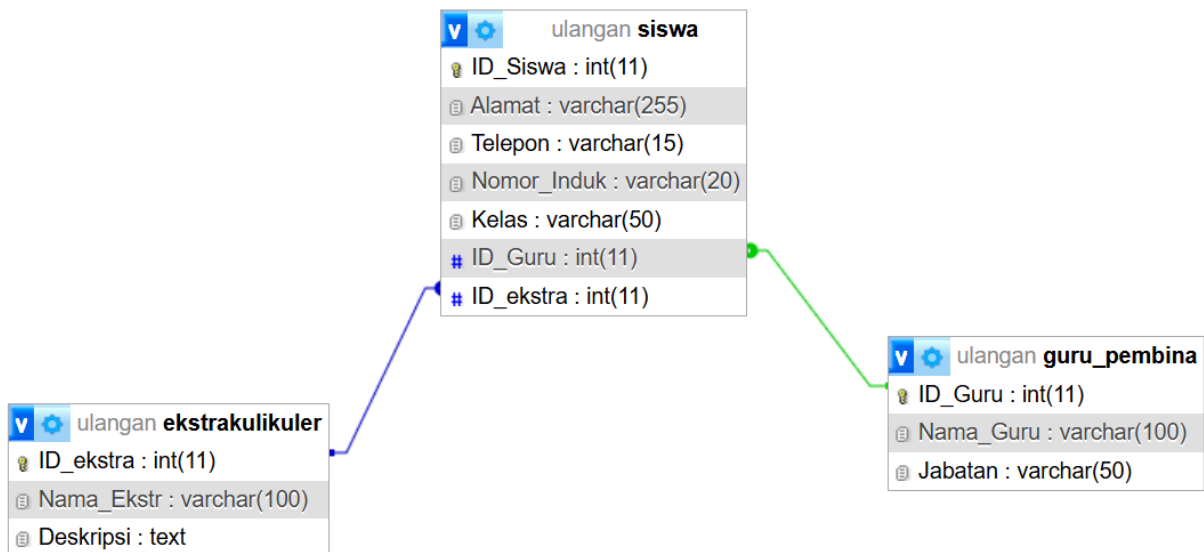 ulangan siswa
ID_Siswa : int(11)
Alamat : varchar(255)
Telepon : varchar(15)
Nomor_Induk : varchar(20)
Kelas : varchar(50)
# ID_Guru : int(11)
# ID_ekstra : int(11)
v ulangan guru_pembina
ID_Guru : int(11)
Nama_Guru : varchar(100)
Jabatan : varchar(50)
v ulangan ekstrakulikuler
ID_ekstra : int(11)
Nama_Ekstr : varchar(100)
Deskripsi : text